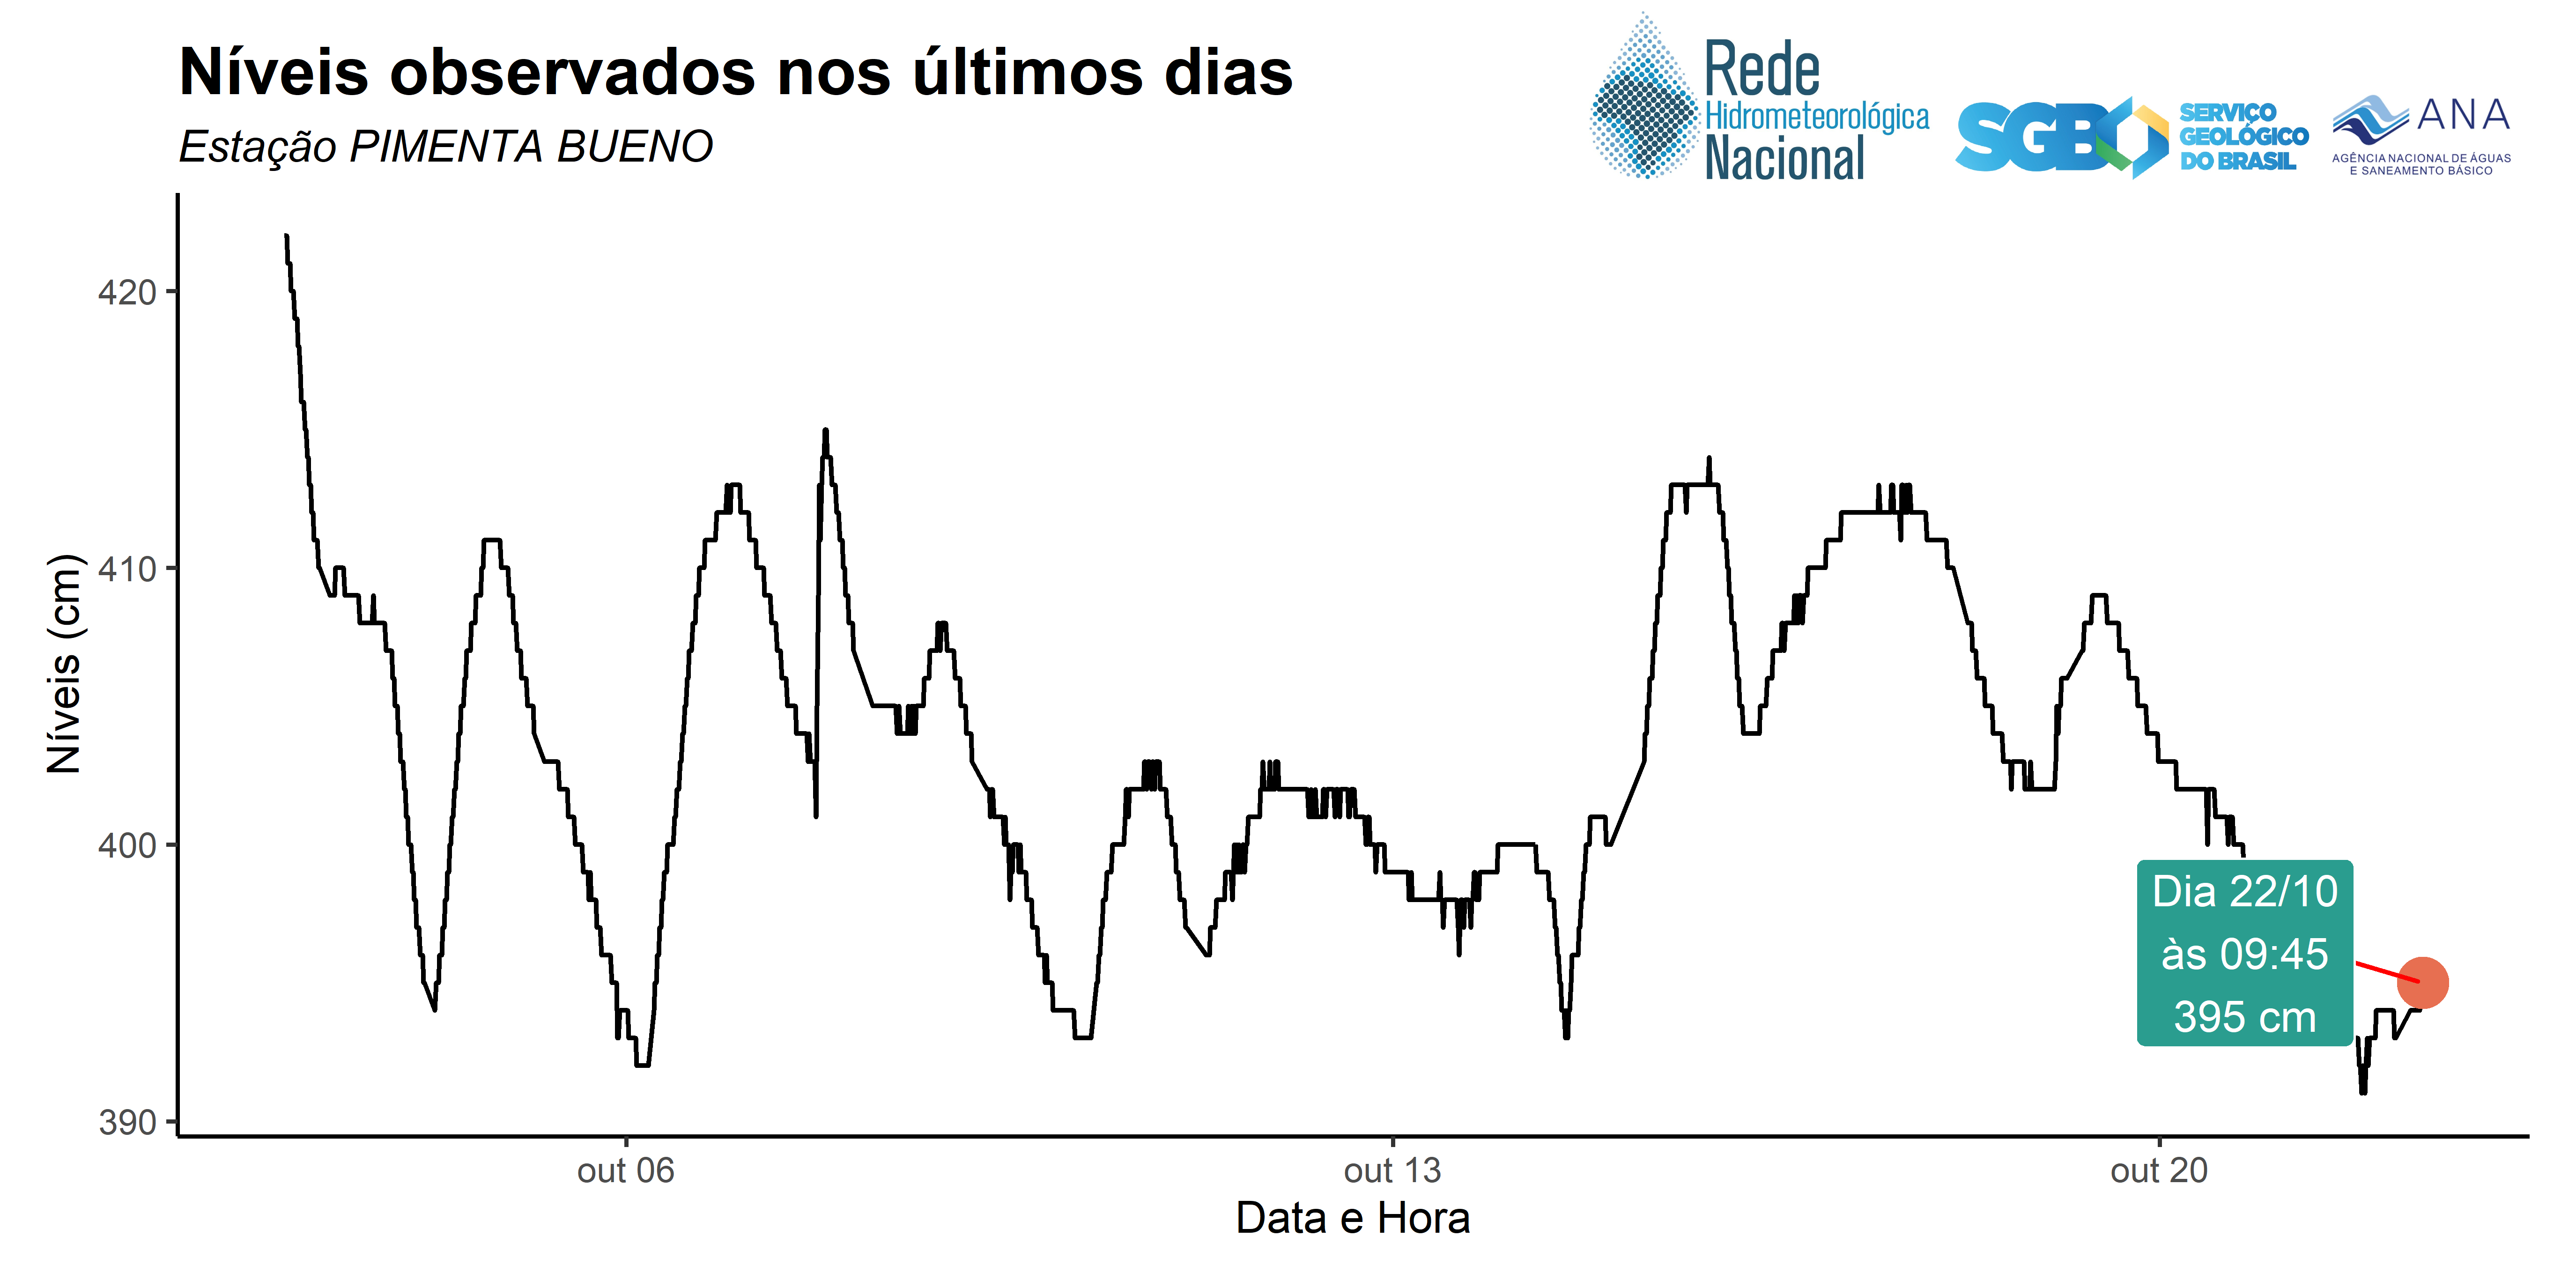 Níveis observados nos últimos dias
Estação PIMENTA BUENO
Rede
Hidrometeorológica
Nacional
SGB
SERVIÇO
GEOLÓGICO
DO BRASIL
ANA
AGÊNCIA NACIONAL DE ÁGUAS
E SANEAMENTO BÁSICO
Níveis (cm)
420
410
400
390
Dia 22/10
às 09:45
395 cm
out 06
out 13
out 20
Data e Hora